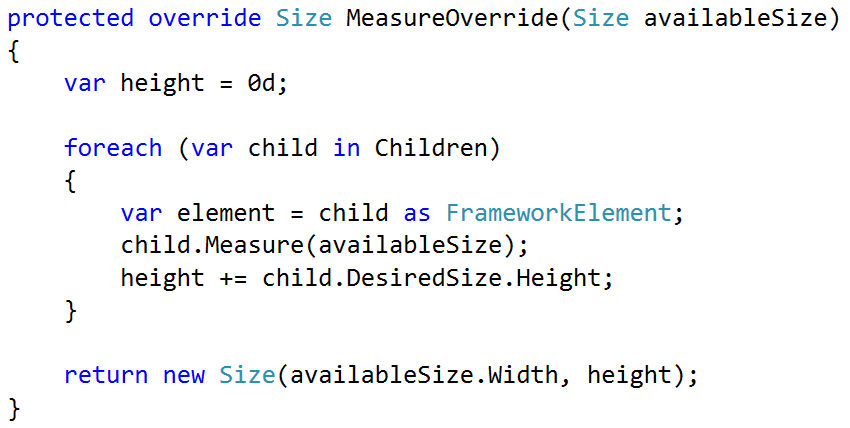 protected override Size MeasureOverride(Size availableSize)
{
    var height = 0d;

    foreach (var child in Children)
    {
        var element = child as FrameworkElement;
        child.Measure(availableSize);
        height += child.DesiredSize.Height;
    }

    return new Size(availableSize.Width, height);
}